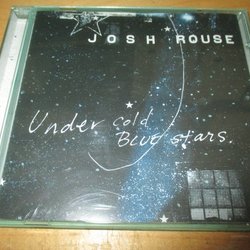 JOSH ROUSE
Under cold
BLUE stars